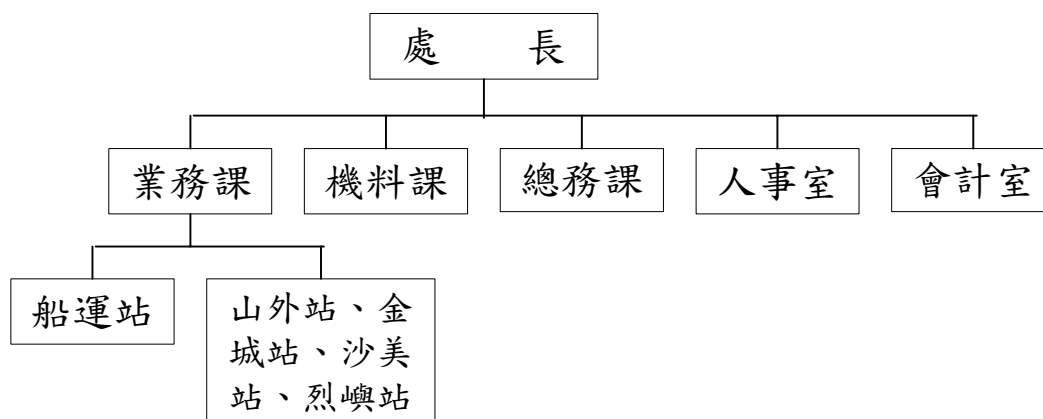 處 長
業務課 機料課 總務課 人事室 會計室
船運站
山外站、金
城站、沙美
站、烈嶼站